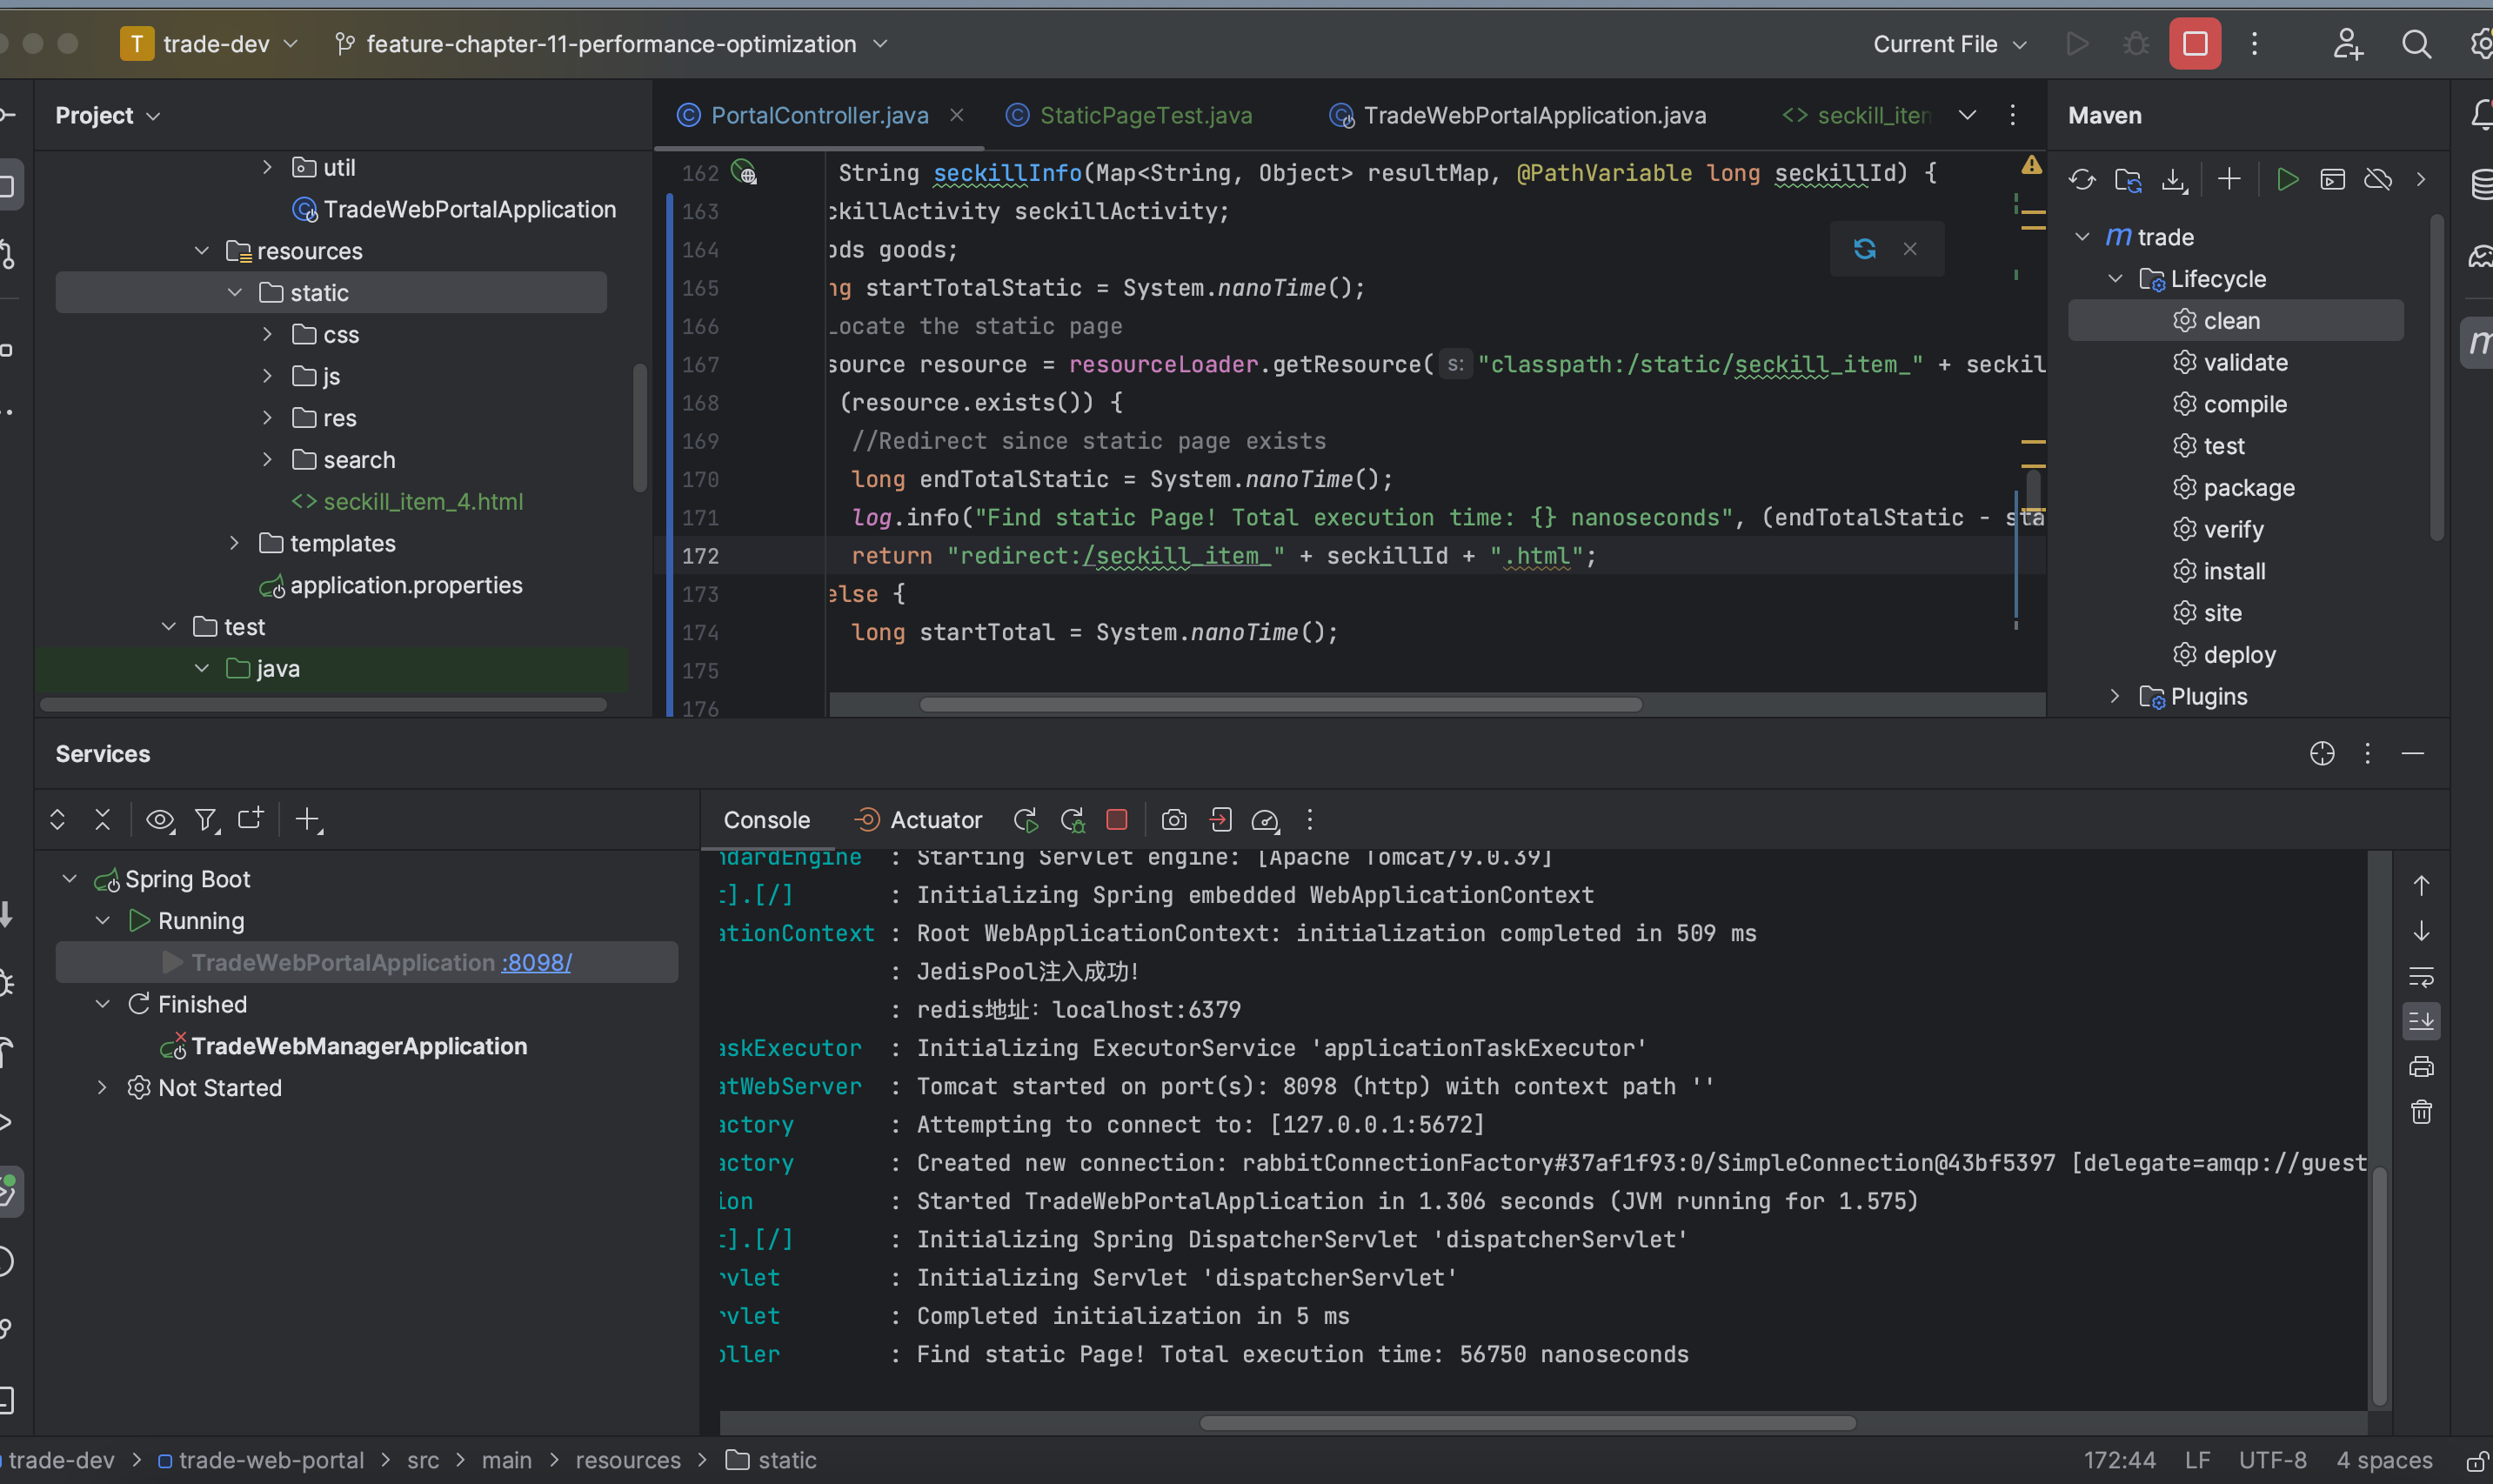 T trade-dev feature-chapter-11-performance-optimization Current File
Project
util
TradeWebPortalApplication
resources
static
css
js
res
search
<> seckill_item_4.html
templates
application.properties
test
java
PortalController.java StaticPageTest.java TradeWebPortalApplication.java <> seckill_iten
162 String seckillInfo(Map<String, Object> resultMap, @PathVariable long seckillId) {
163 ckillActivity seckillActivity;
164 ods goods;
165 ng startTotalStatic = System.nanoTime();
166 Locate the static page
167 source resource = resourceLoader.getResource( s: "classpath:/static/seckill_item_" + seckil
168 (resource.exists()) {
169 //Redirect since static page exists
170 long endTotalStatic = System.nanoTime();
171 log.info("Find static Page! Total execution time: {} nanoseconds", (endTotalStatic - sta
172 return "redirect:/seckill_item_" + seckillId + ".html";
173 else {
174 long startTotal = System.nanoTime();
175
176
Maven
m trade
Lifecycle
clean
validate
compile
test
package
verify
install
site
deploy
Plugins
Services
Spring Boot
Running
TradeWebPortalApplication :8098/
Finished
TradeWebManagerApplication
Not Started
Console Actuator
ndardEngine : Starting Servlet engine: [Apache Tomcat/9.0.39]
t].[/] : Initializing Spring embedded WebApplicationContext
ationContext : Root WebApplicationContext: initialization completed in 509 ms
: JedisPool注入成功！
: redis地址：localhost:6379
askExecutor : Initializing ExecutorService 'applicationTaskExecutor'
atWebServer : Tomcat started on port(s): 8098 (http) with context path ''
actory : Attempting to connect to: [127.0.0.1:5672]
actory : Created new connection: rabbitConnectionFactory#37af1f93:0/SimpleConnection@43bf5397 [delegate=amqp://guest
ion : Started TradeWebPortalApplication in 1.306 seconds (JVM running for 1.575)
t].[/] : Initializing Spring DispatcherServlet 'dispatcherServlet'
rvlet : Initializing Servlet 'dispatcherServlet'
rvlet : Completed initialization in 5 ms
oller : Find static Page! Total execution time: 56750 nanoseconds
trade-dev > trade-web-portal > src > main > resources > static 172:44 LF UTF-8 4 spaces